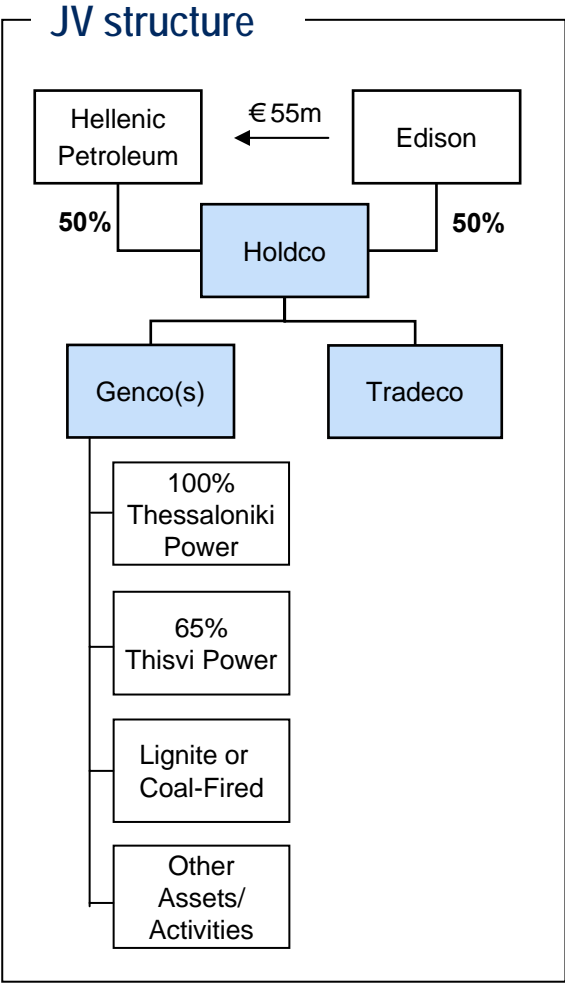 JV structure
Hellenic
Petroleum
€55m
Edison
50%
50%
Holdco
Genco(s)
Tradeco
100%
Thessaloniki
Power
65%
Thisvi Power
Lignite or
Coal-Fired
Other
Assets/
Activities